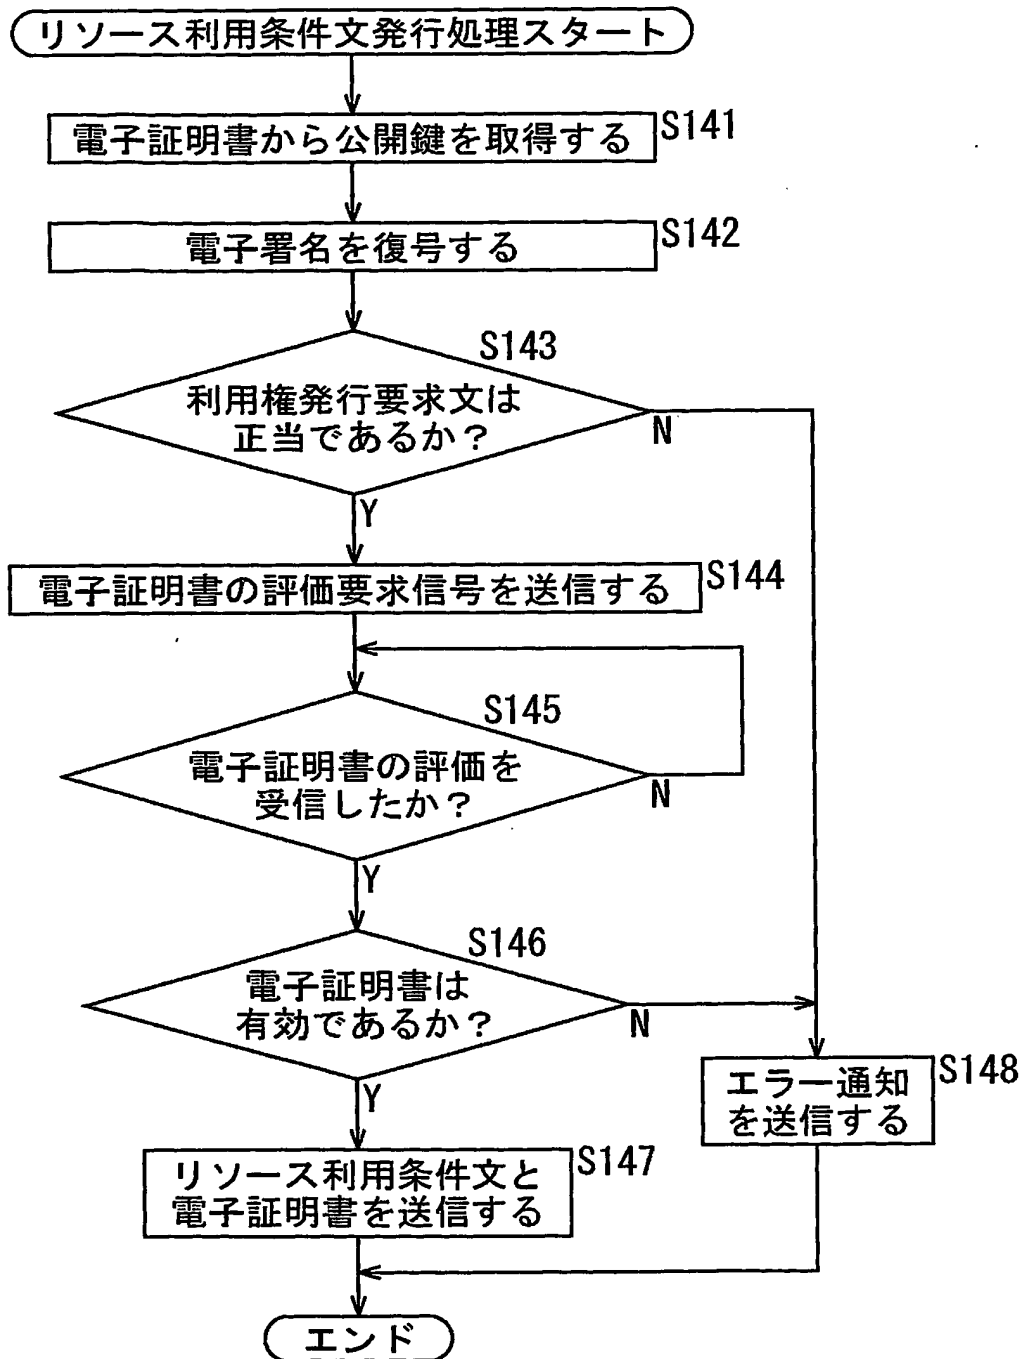 リソース利用条件文発行処理スタート
電子証明書から公開鍵を取得する
S141
電子署名を復号する
S142
S143
利用権発行要求文は
正当であるか?
N
Y
電子証明書の評価要求信号を送信する
S144
S145
電子証明書の評価を
受信したか?
N
Y
S146
電子証明書は
有効であるか?
N
Y
エラー通知
を送信する
S148
リソース利用条件文と
電子証明書を送信する
S147
エンド